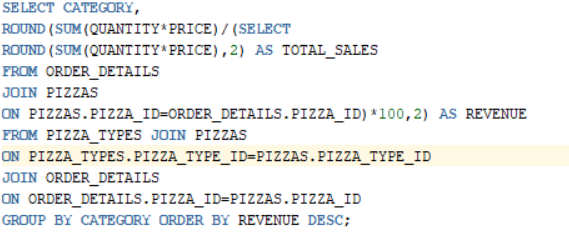 SELECT CATEGORY,
ROUND(SUM(QUANTITY*PRICE)/(SELECT
ROUND(SUM(QUANTITY*PRICE),2) AS TOTAL_SALES
FROM ORDER_DETAILS
JOIN PIZZAS
ON PIZZAS.PIZZA_ID=ORDER_DETAILS.PIZZA_ID)*100,2) AS REVENUE
FROM PIZZA_TYPES JOIN PIZZAS
ON PIZZA_TYPES.PIZZA_TYPE_ID=PIZZAS.PIZZA_TYPE_ID
JOIN ORDER_DETAILS
ON ORDER_DETAILS.PIZZA_ID=PIZZAS.PIZZA_ID
GROUP BY CATEGORY ORDER BY REVENUE DESC;